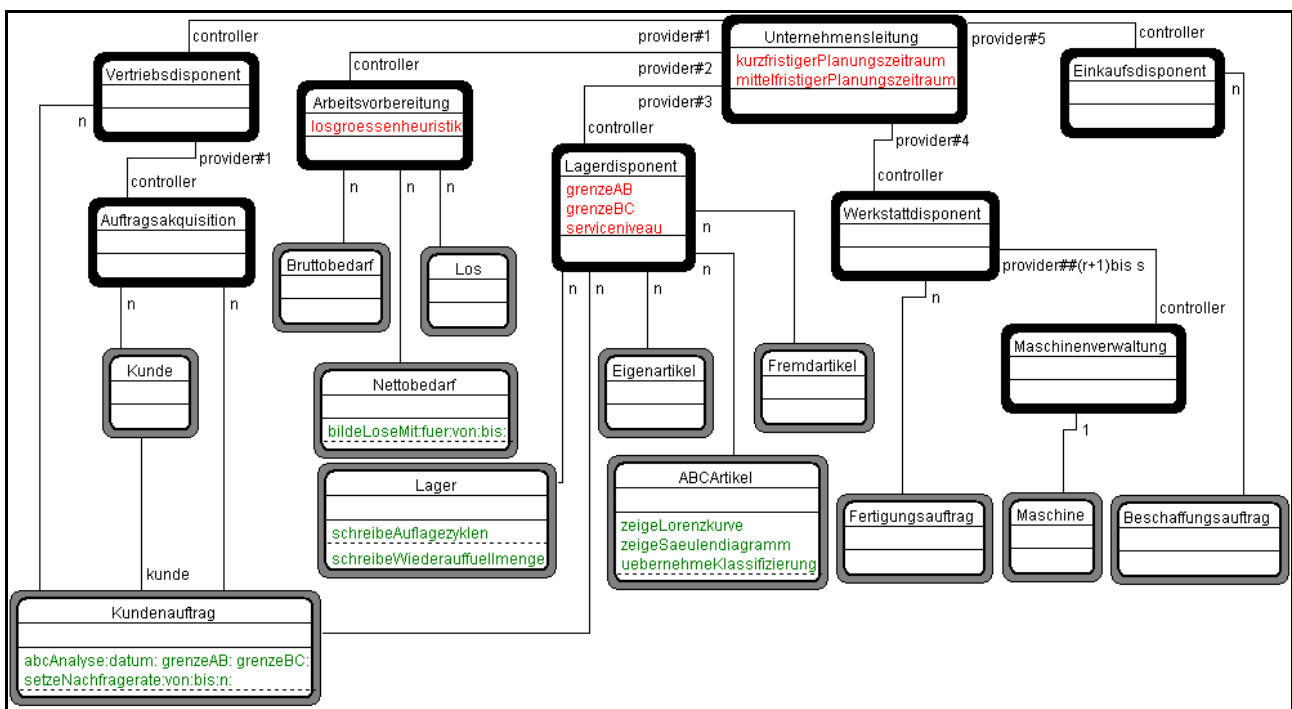 controller
provider#1
Unternehmensleitung
kurzfristigerPlanungszeitraum
mittelfristigerPlanungszeitraum
provider#5
controller
Vertriebsdisponent
n
provider#1
controller
controller
provider#2
Arbeitsvorbereitung
losgroessenheuristik
provider#3
controller
Einkaufsdisponent
n
provider#4
controller
Lagerdisponent
grenzeAB
grenzeBC
serviceniveau
Auftragsakquisition
n
n
n
n
n
Werkstattdisponent
n
provider##(r+1)bis s
controller
Bruttobedarf
Los
n
n
n
n
n
Maschinenverwaltung
1
Kunde
Nettobedarf
bildeLoseMit:fuer:von:bis:
Eigenartikel
Fremdartikel
Lager
schreibeAuflagezyklen
schreibeWiederauffuellmenge
ABCArtikel
zeigeLorenzkurve
zeigeSaeulendiagramm
uebernehmeKlassifizierung
Fertigungsauftrag
Maschine
Beschaffungsauftrag
kunde
Kundenauftrag
abcAnalyse:datum: grenzeAB: grenzeBC:
setzeNachfragerate:von:bis:n: